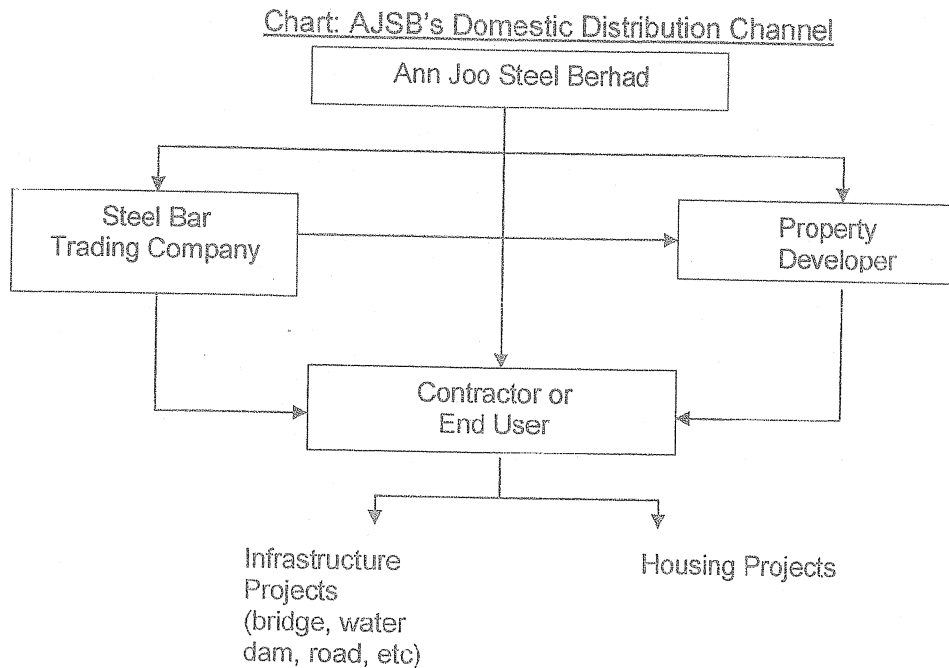 Chart: AJSB's Domestic Distribution Channel
Ann Joo Steel Berhad
Steel Bar
Trading Company
Property
Developer
Contractor or
End User
Infrastructure
Projects
(bridge, water
dam, road, etc)
Housing Projects